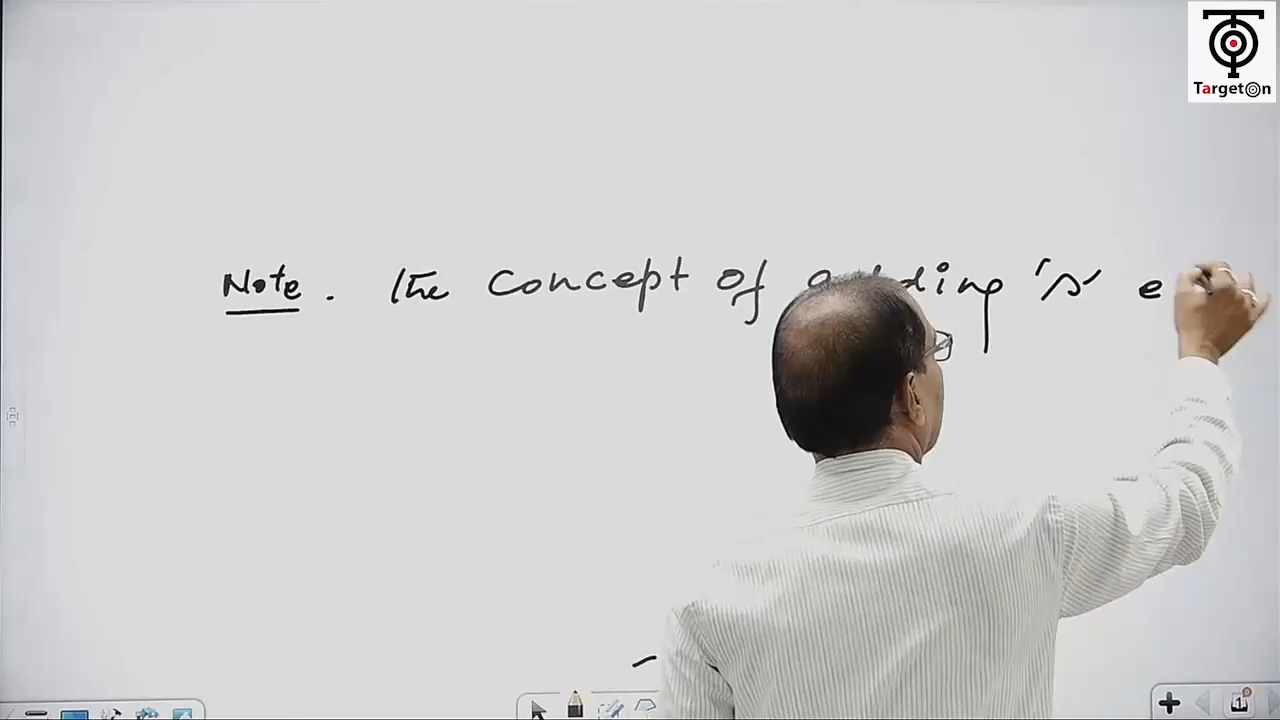 TargetOn
Note. The concept of 's' e